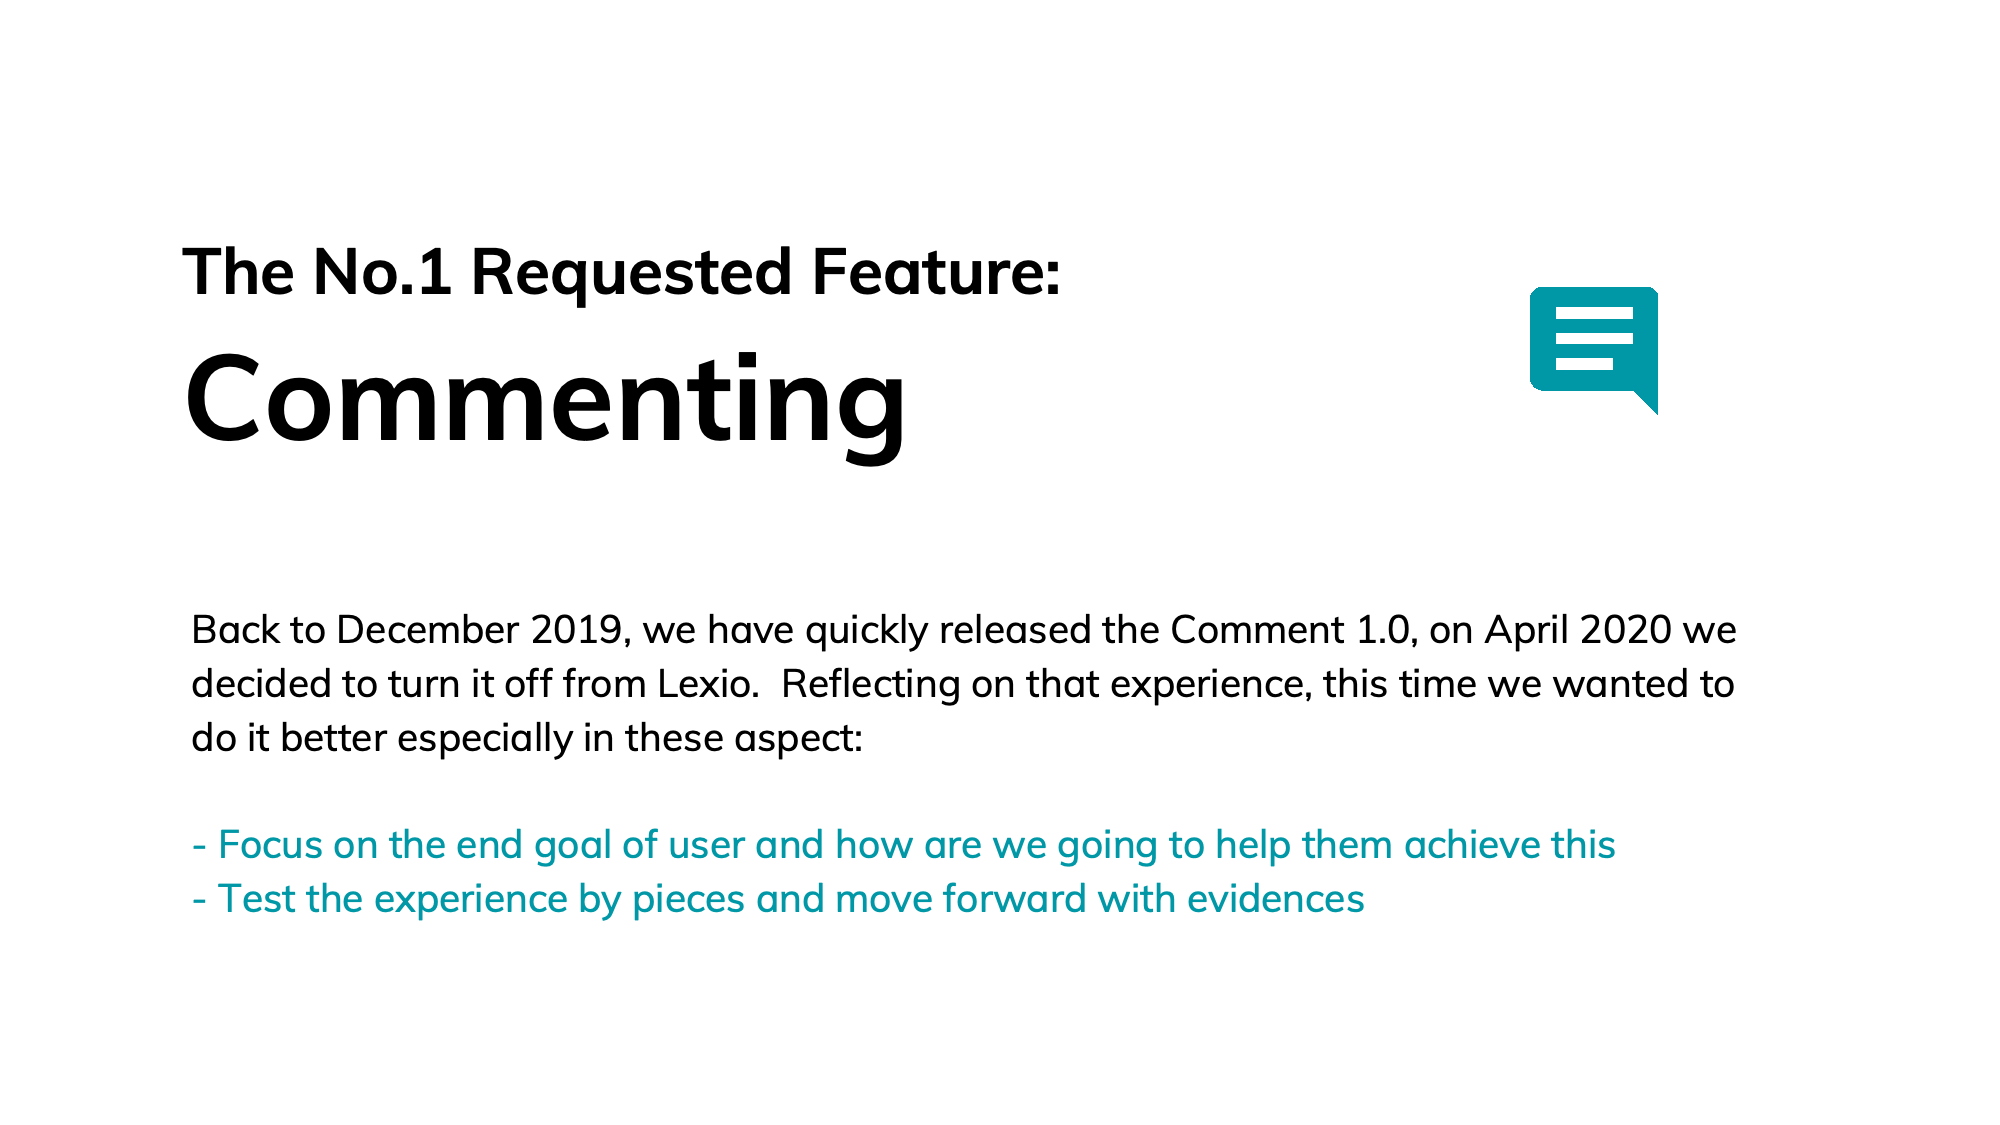 The No.1 Requested Feature:
Commenting
Back to December 2019, we have quickly released the Comment 1.0, on April 2020 we
decided to turn it off from Lexio.  Reflecting on that experience, this time we wanted to
do it better especially in these aspect:
- Focus on the end goal of user and how are we going to help them achieve this
- Test the experience by pieces and move forward with evidences